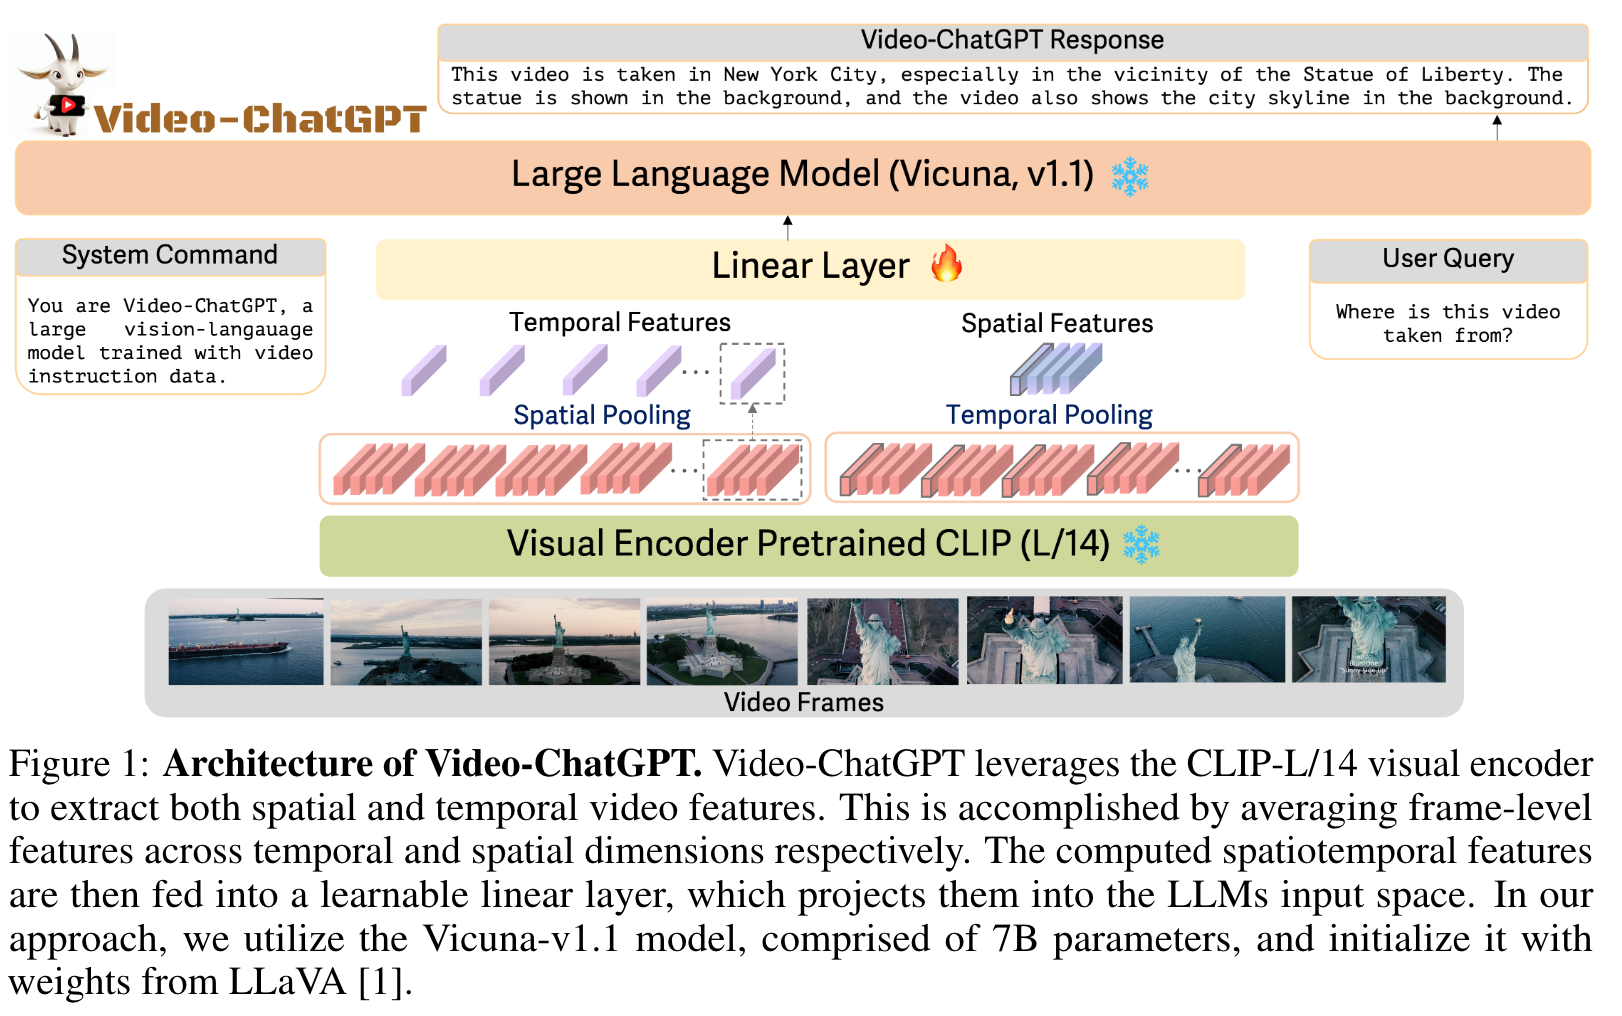 Video-ChatGPT
Video-ChatGPT Response
This video is taken in New York City, especially in the vicinity of the Statue of Liberty. The
statue is shown in the background, and the video also shows the city skyline in the background.
Large Language Model (Vicuna, v1.1)
System Command
You are Video-ChatGPT, a
large vision-langauage
model trained with video
instruction data.
Linear Layer
User Query
Where is this video
taken from?
Temporal Features
Spatial Features
Spatial Pooling
Temporal Pooling
Visual Encoder Pretrained CLIP (L/14)
"Sunny Side Up"
Video Frames
Figure 1: Architecture of Video-ChatGPT. Video-ChatGPT leverages the CLIP-L/14 visual encoder
to extract both spatial and temporal video features. This is accomplished by averaging frame-level
features across temporal and spatial dimensions respectively. The computed spatiotemporal features
are then fed into a learnable linear layer, which projects them into the LLMs input space. In our
approach, we utilize the Vicuna-v1.1 model, comprised of 7B parameters, and initialize it with
weights from LLaVA [1].